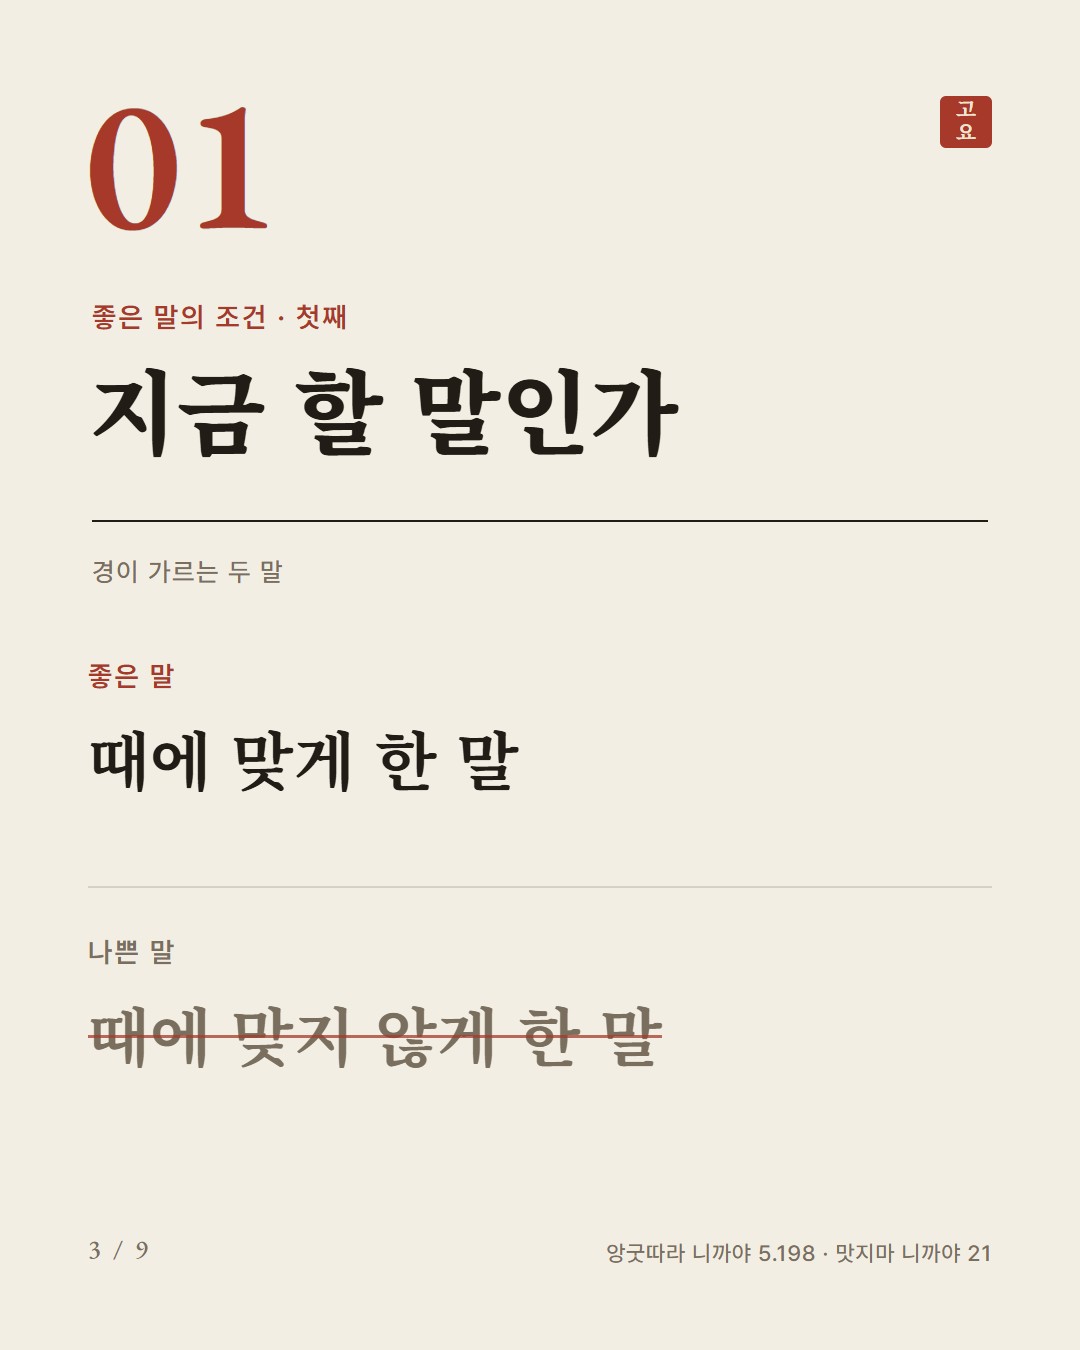 01
고
요
좋은 말의 조건 · 첫째
지금 할 말인가
경이 가르는 두 말
좋은 말
때에 맞게 한 말
나쁜 말
때에 맞지 않게 한 말
3 / 9
앙굿따라 니까야 5.198 · 맛지마 니까야 21